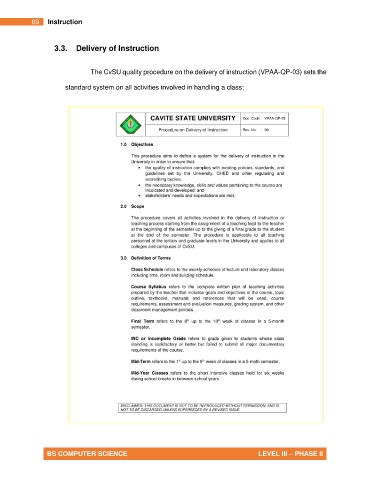 69 Instruction
3.3. Delivery of Instruction
The CvSU quality procedure on the delivery of instruction (VPAA-QP-03) sets the
standard system on all activities involved in handling a class:
CAVITE STATE UNIVERSITY
Doc. Code VPAA-QP-03
Procedure on Delivery of Instruction
Rev. No. 00
1.0 Objectives
This procedure aims to define a system for the delivery of instruction in the
University in order to ensure that:
• the quality of instruction complies with existing policies, standards, and
guidelines set by the University, CHED and other regulating and
accrediting bodies;
• the necessary knowledge, skills and values pertaining to the course are
inculcated and developed; and
• stakeholders' needs and expectations are met.
2.0 Scope
The procedure covers all activities involved in the delivery of instruction or
teaching process starting from the assignment of a teaching load to the teacher
at the beginning of the semester up to the giving of a final grade to the student
at the end of the semester. The procedure is applicable to all teaching
personnel at the tertiary and graduate levels in the University and applies to all
colleges and campuses of CvSU.
3.0 Definition of Terms
Class Schedule refers to the weekly schedule of lecture and laboratory classes
including time, room and building schedule.
Course Syllabus refers to the complete written plan of teaching activities
prepared by the teacher that includes goals and objectives of the course, topic
outline, textbooks, manuals and references that will be used, course
requirements, assessment and evaluation measures, grading system, and other
classroom management policies.
Final Term refers to the up to the 18th week of classes in a 5-month
semester.
INC or Incomplete Grade refers to grade given to students whose class
standing is satisfactory or better but failed to submit all major documentary
requirements of the course.
Mid-Term refers to the 1st up to the 9th week of classes in a 5-moth semester.
Mid-Year Classes refers to the short intensive classes held for six weeks
during school breaks in between school years.
DISCLAIMER: THIS DOCUMENT IS NOT TO BE REPRODUCED WITHOUT PERMISSION AND IS
NOT TO BE DISCARDED UNLESS SUPERSEDED BY A REVISED ISSUE
BS COMPUTER SCIENCE
LEVEL III – PHASE II